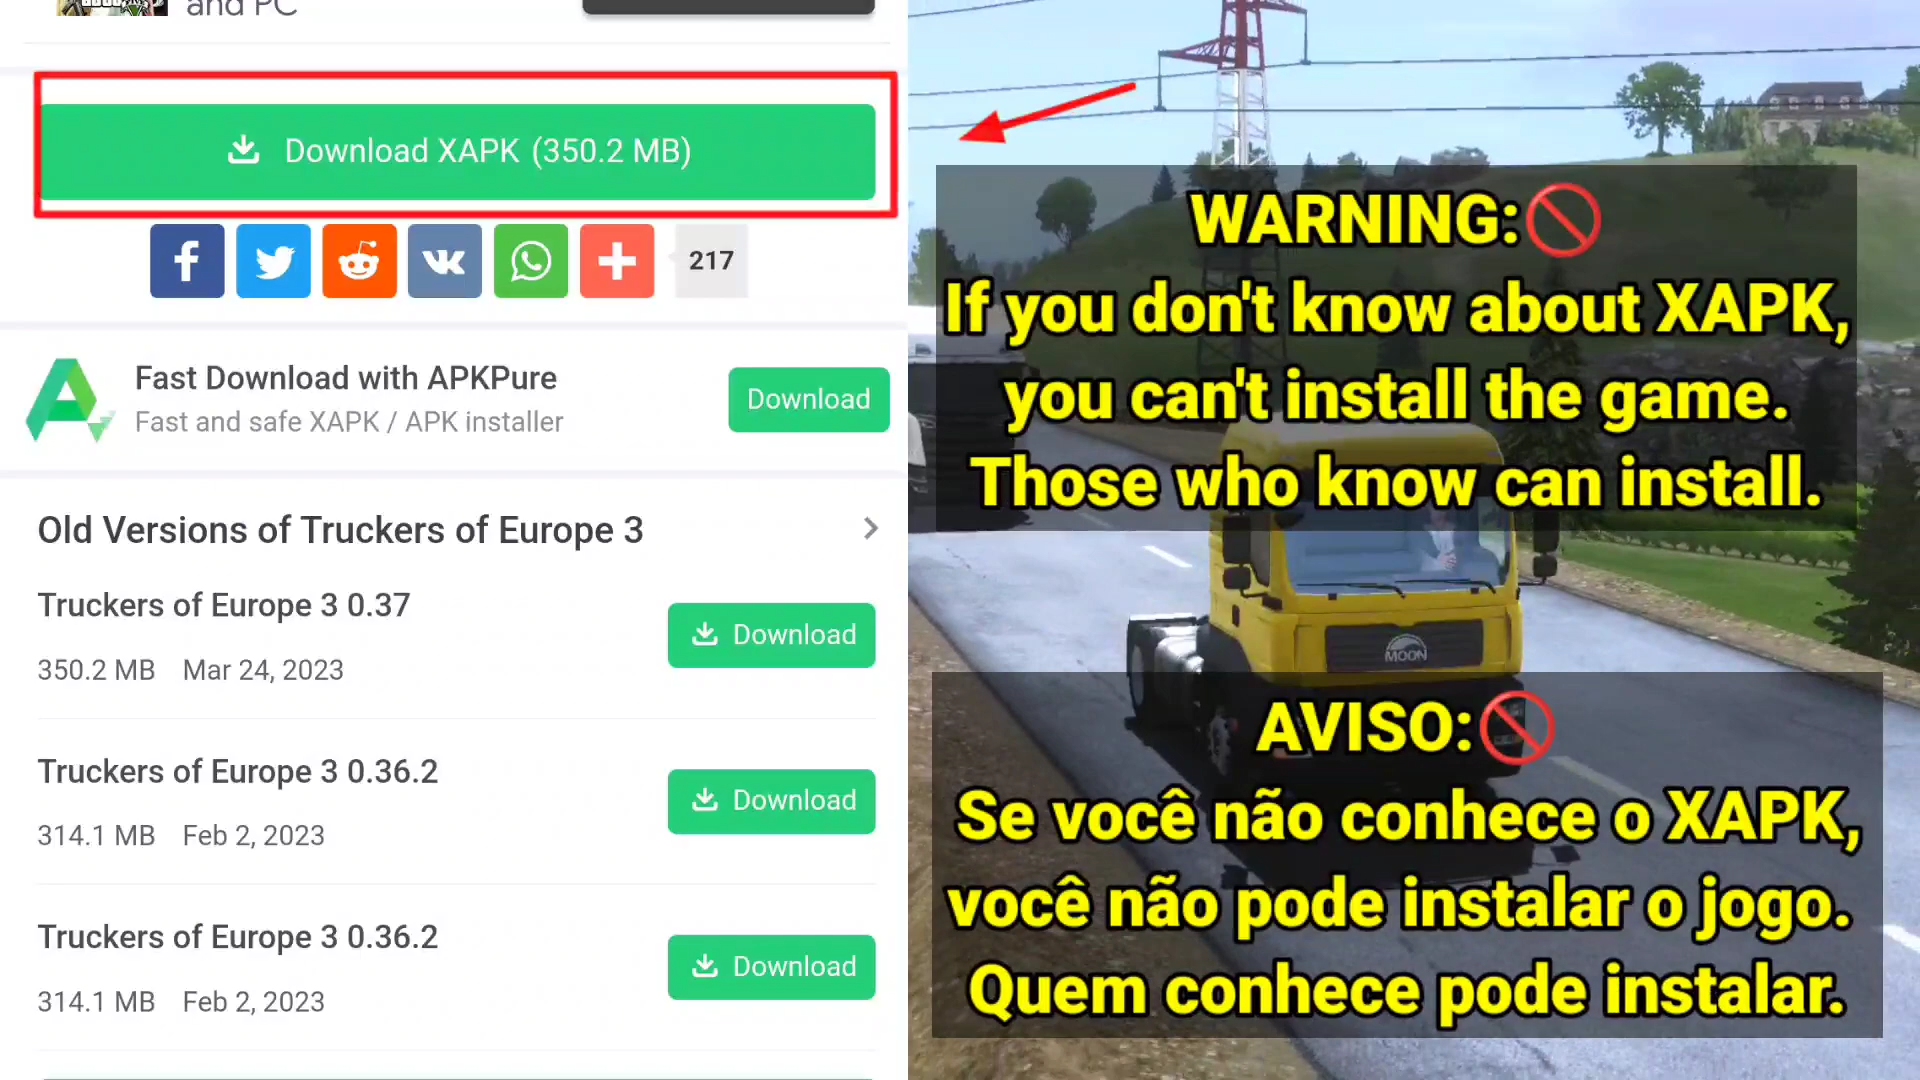 and PC
Download XAPK (350.2 MB)
217
Fast Download with APKPure
Fast and safe XAPK / APK installer
Download
Old Versions of Truckers of Europe 3
Truckers of Europe 3 0.37
350.2 MB Mar 24, 2023
Download
Truckers of Europe 3 0.36.2
314.1 MB Feb 2, 2023
Download
Truckers of Europe 3 0.36.2
314.1 MB Feb 2, 2023
Download
WARNING:🚫
If you don't know about XAPK,
you can't install the game.
Those who know can install.
MOON
AVISO:🚫
Se você não conhece o XAPK,
você não pode instalar o jogo.
Quem conhece pode instalar.